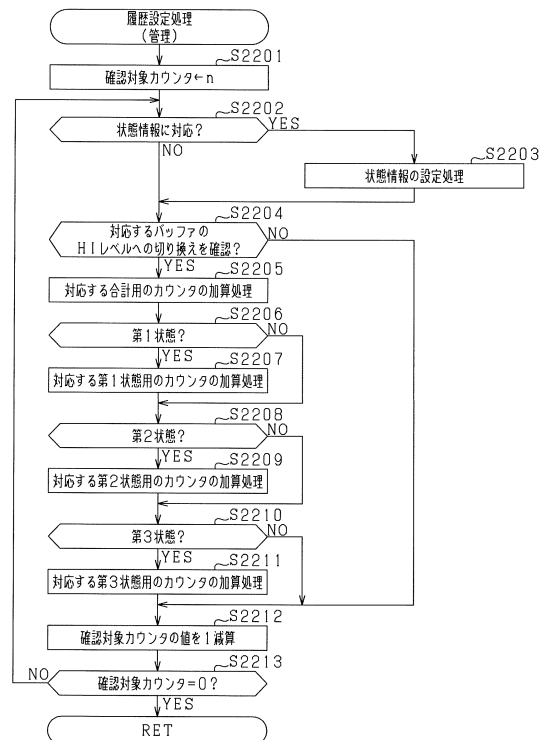 履歴設定処理
(管理)
S2201
確認対象カウンタ←n
S2202
状態情報に対応?
YES
NO
S2203
状態情報の設定処理
S2204
対応するバッファの
HIレベルへの切り換えを確認?
NO
YES
S2205
対応する合計用のカウンタの加算処理
S2206
第1状態?
NO
YES
S2207
対応する第1状態用のカウンタの加算処理
S2208
第2状態?
NO
YES
S2209
対応する第2状態用のカウンタの加算処理
S2210
第3状態?
NO
YES
S2211
対応する第3状態用のカウンタの加算処理
S2212
確認対象カウンタの値を1減算
S2213
NO
確認対象カウンタ=0?
YES
RET